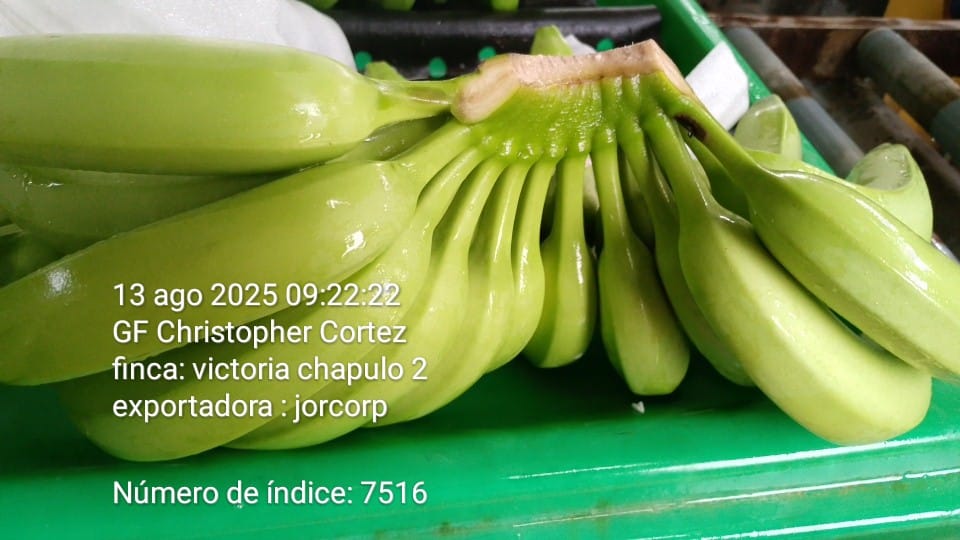 13 ago 2025 09:22:22
GF Christopher Cortez
finca: victoria chapulo 2
exportadora : jorcorp
Número de índice: 7516